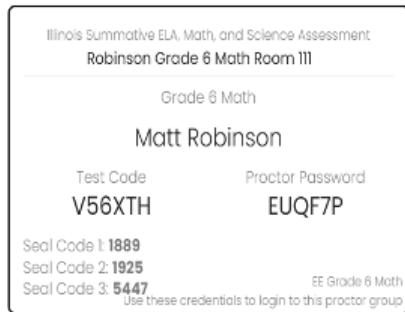 Illinois Summative ELA, Math, and Science Assessment
Robinson Grade 6 Math Room 111
Grade 6 Math
Matt Robinson
Test Code Proctor Password
V56XTH EUQF7P
Seal Code 1: 1889
Seal Code 2: 1925
Seal Code 3: 5447
EE Grade 6 Math
Use these credentials to login to this proctor group